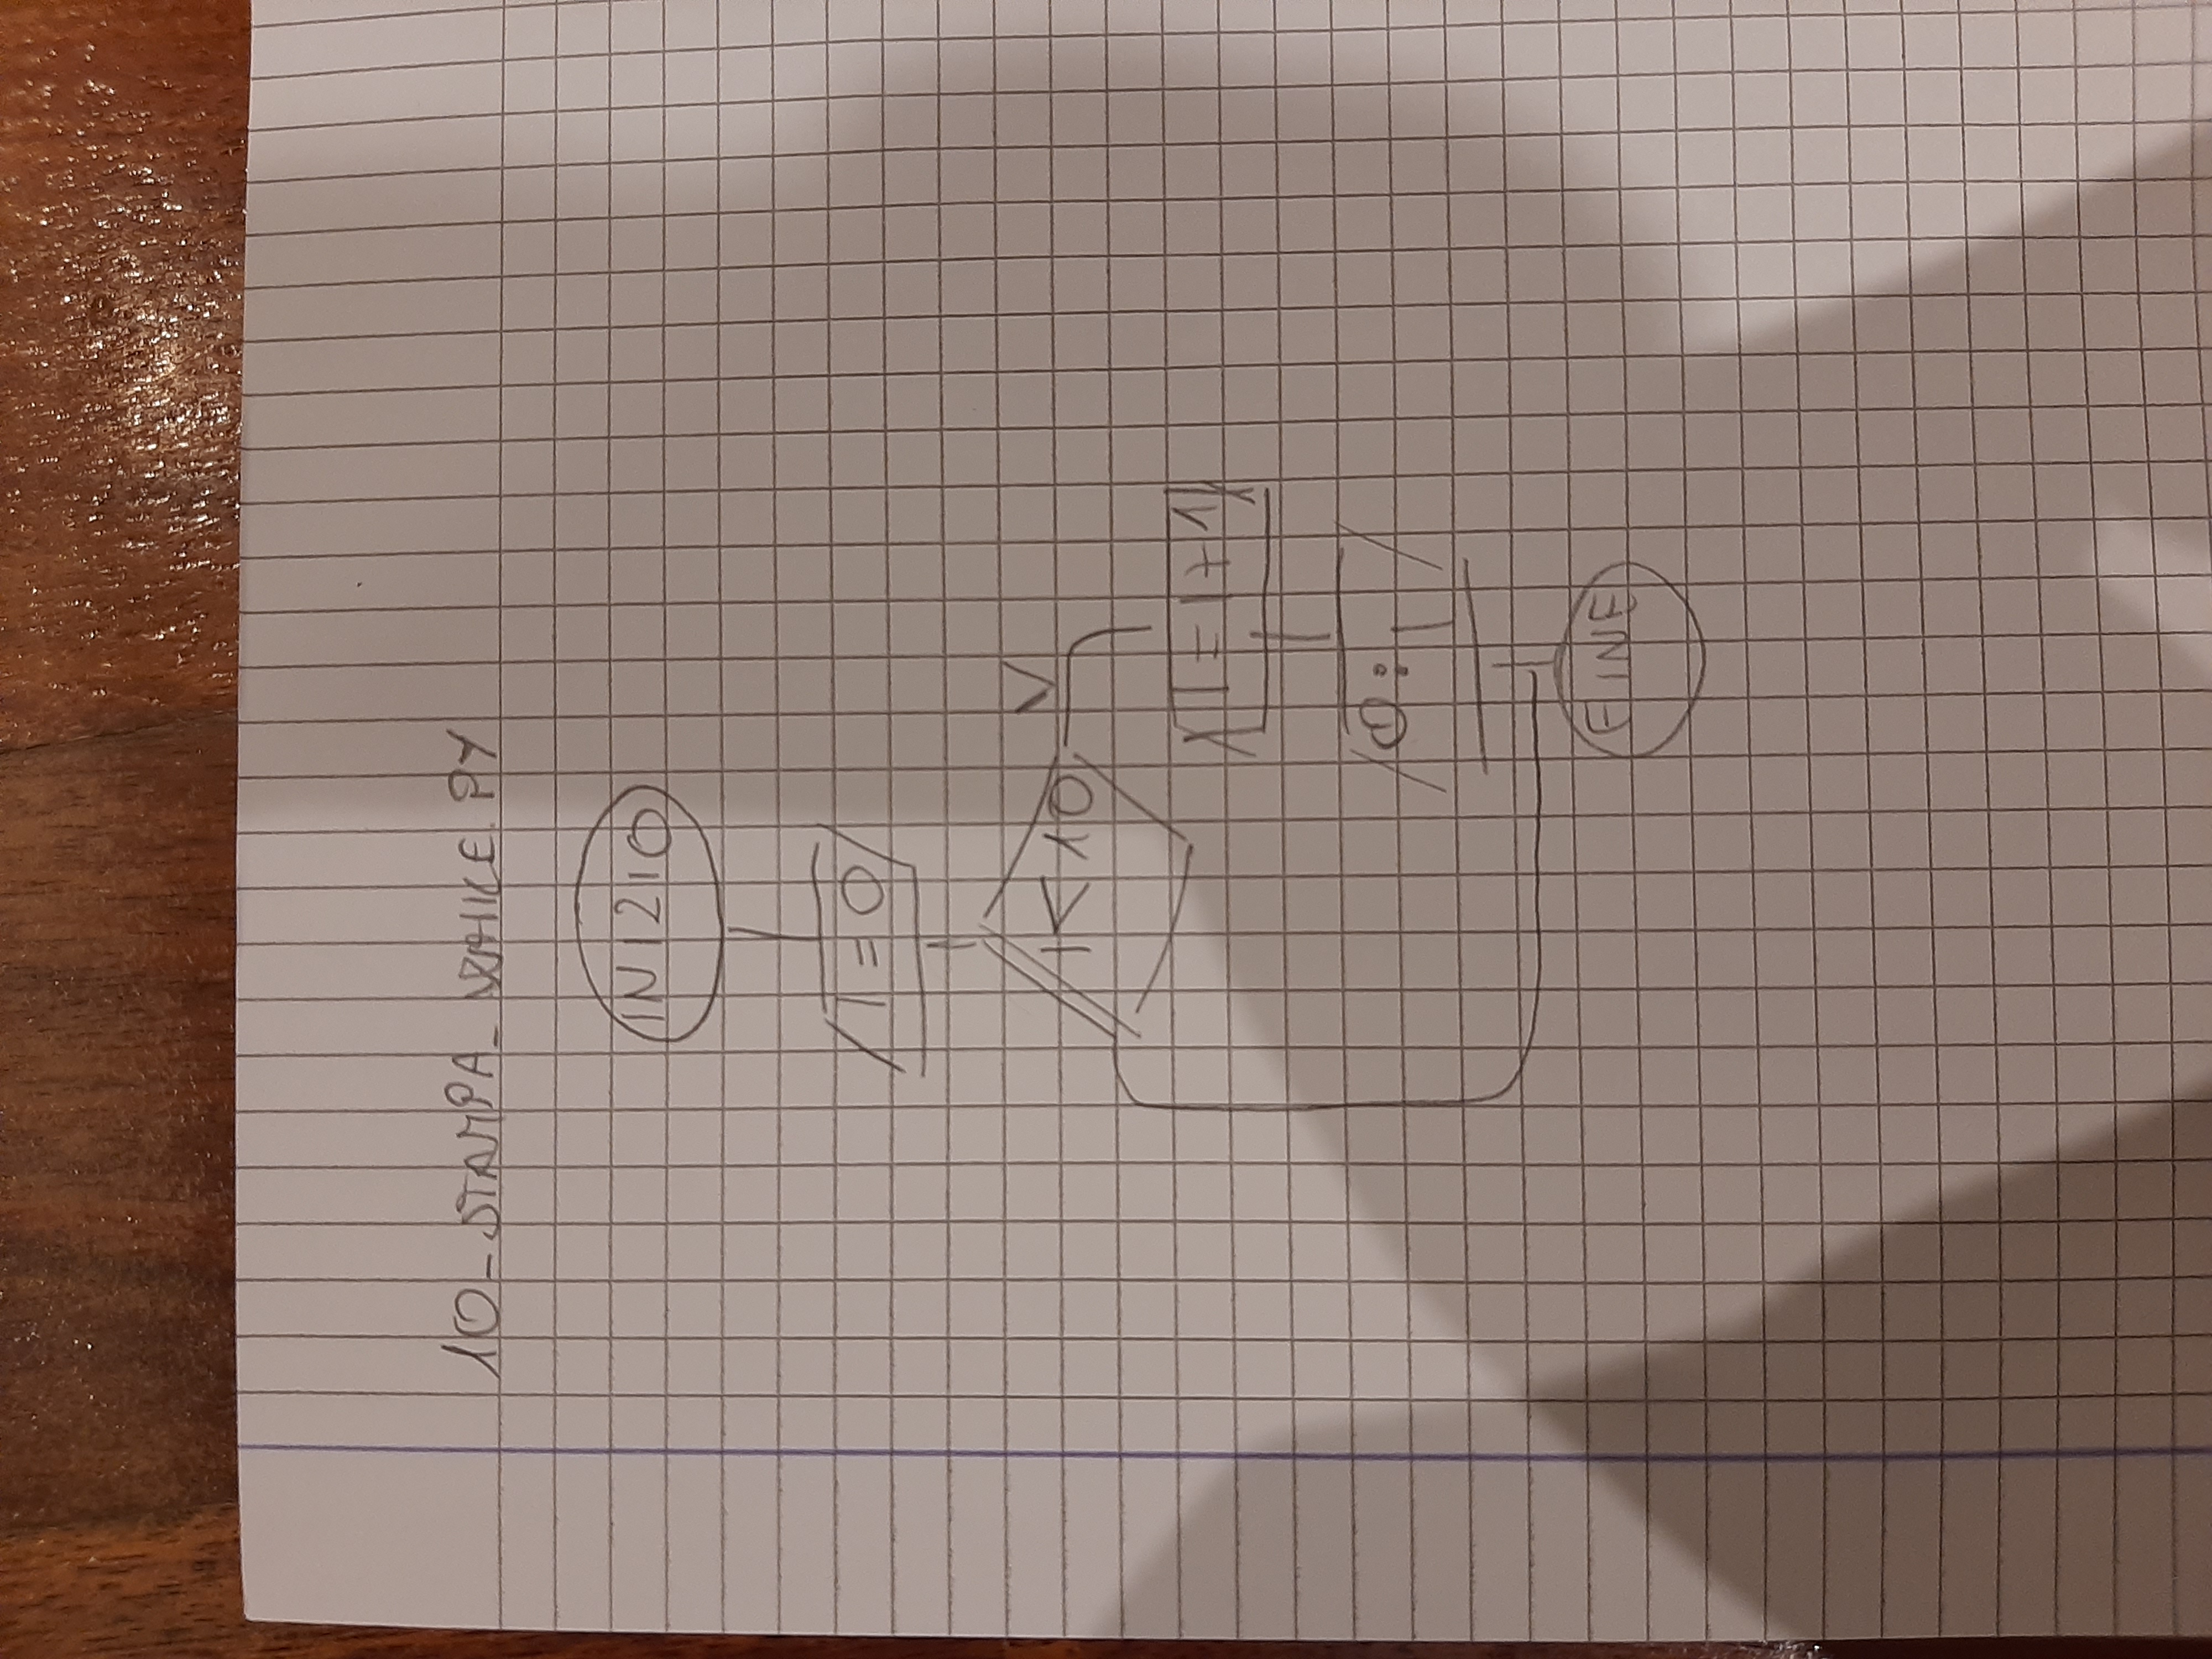 10_STAMPA_WHILE.PY
INIZIO
I=0
I<10
V
I=I+1
O: I
FINE